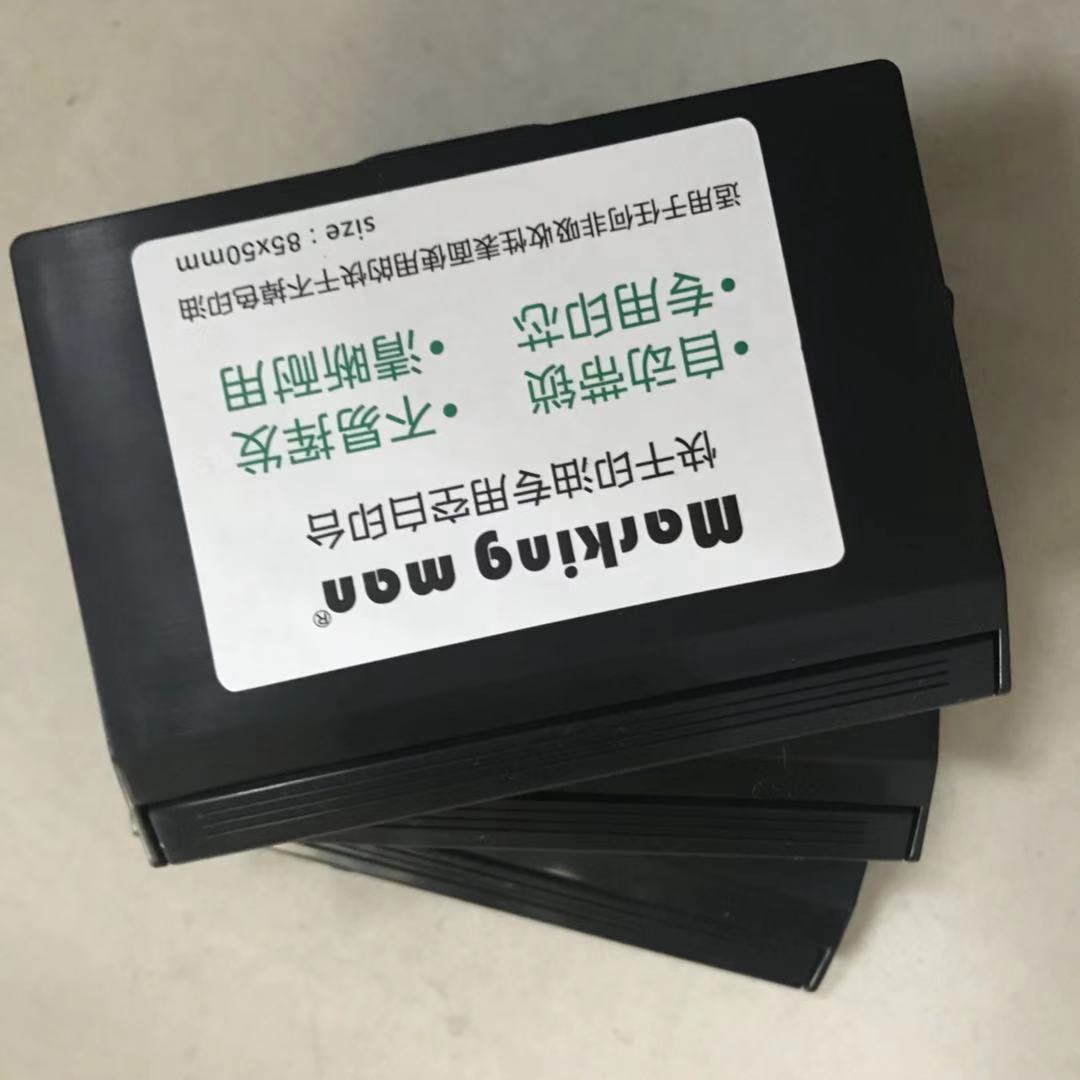 Marking man®
快干印油专用空白印台
•自动带锁 •不易挥发
•专用印芯 •清晰耐用
适用于任何非吸收性表面使用的快干不掉色印油
size：85x50mm